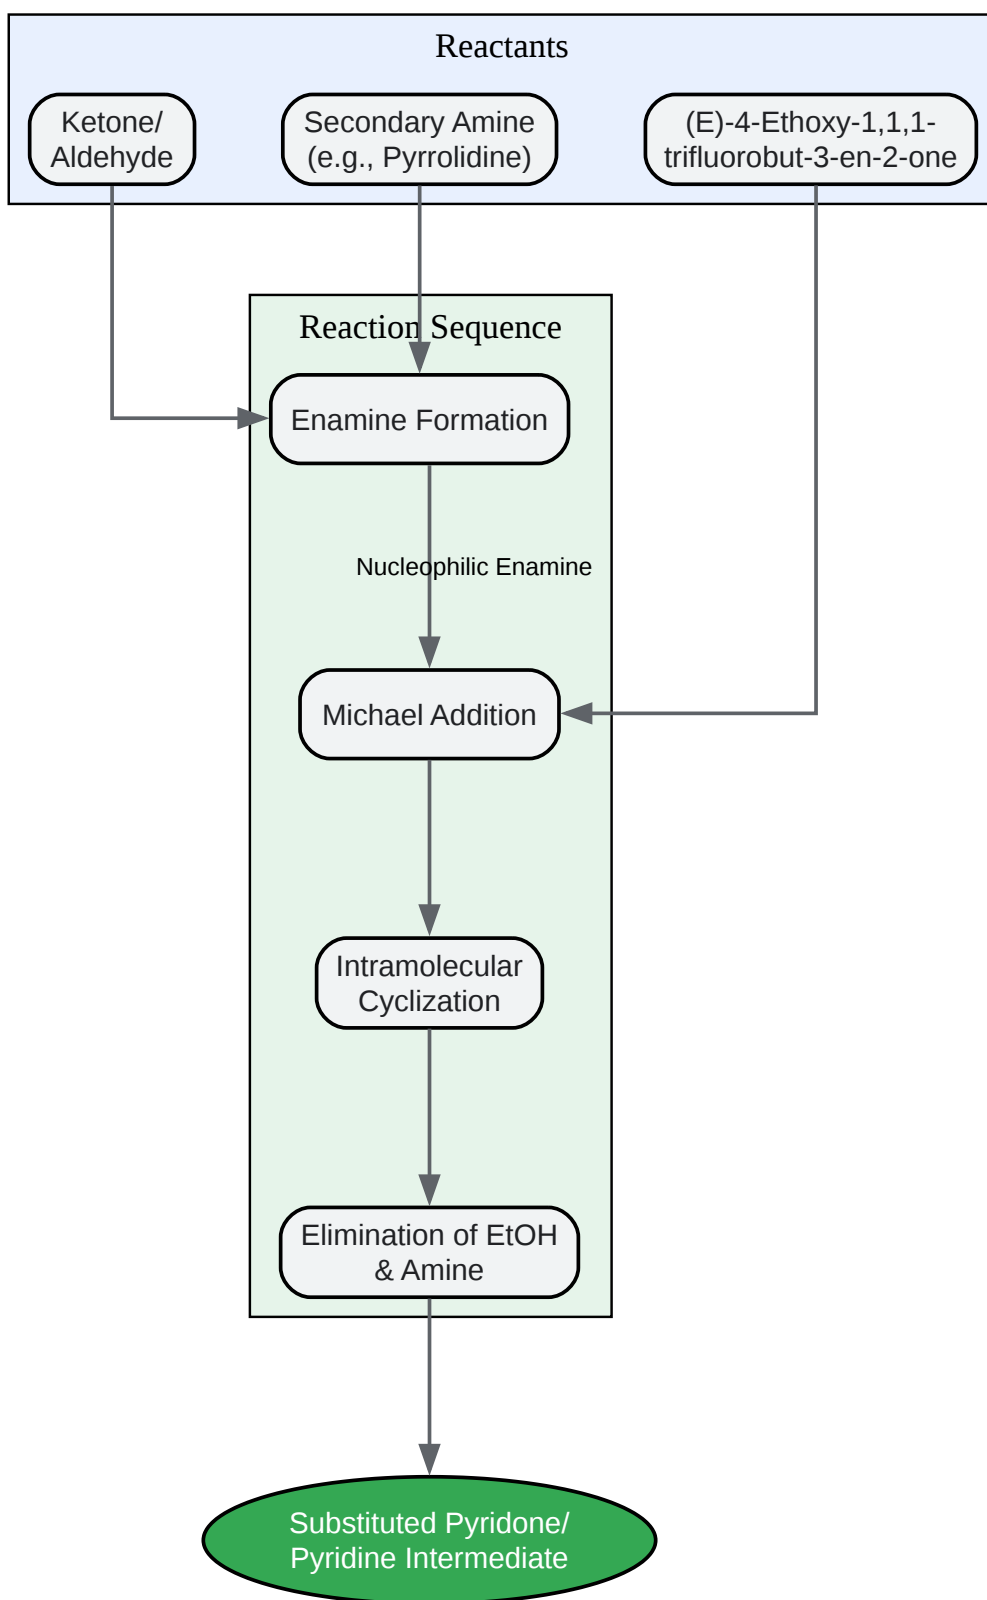 Reactants
Ketone/
Aldehyde
Secondary Amine
(e.g., Pyrrolidine)
(E)-4-Ethoxy-1,1,1-
trifluorobut-3-en-2-one
Reaction Sequence
Enamine Formation
Nucleophilic Enamine
Michael Addition
Intramolecular
Cyclization
Elimination of EtOH
& Amine
Substituted Pyridone/
Pyridine Intermediate